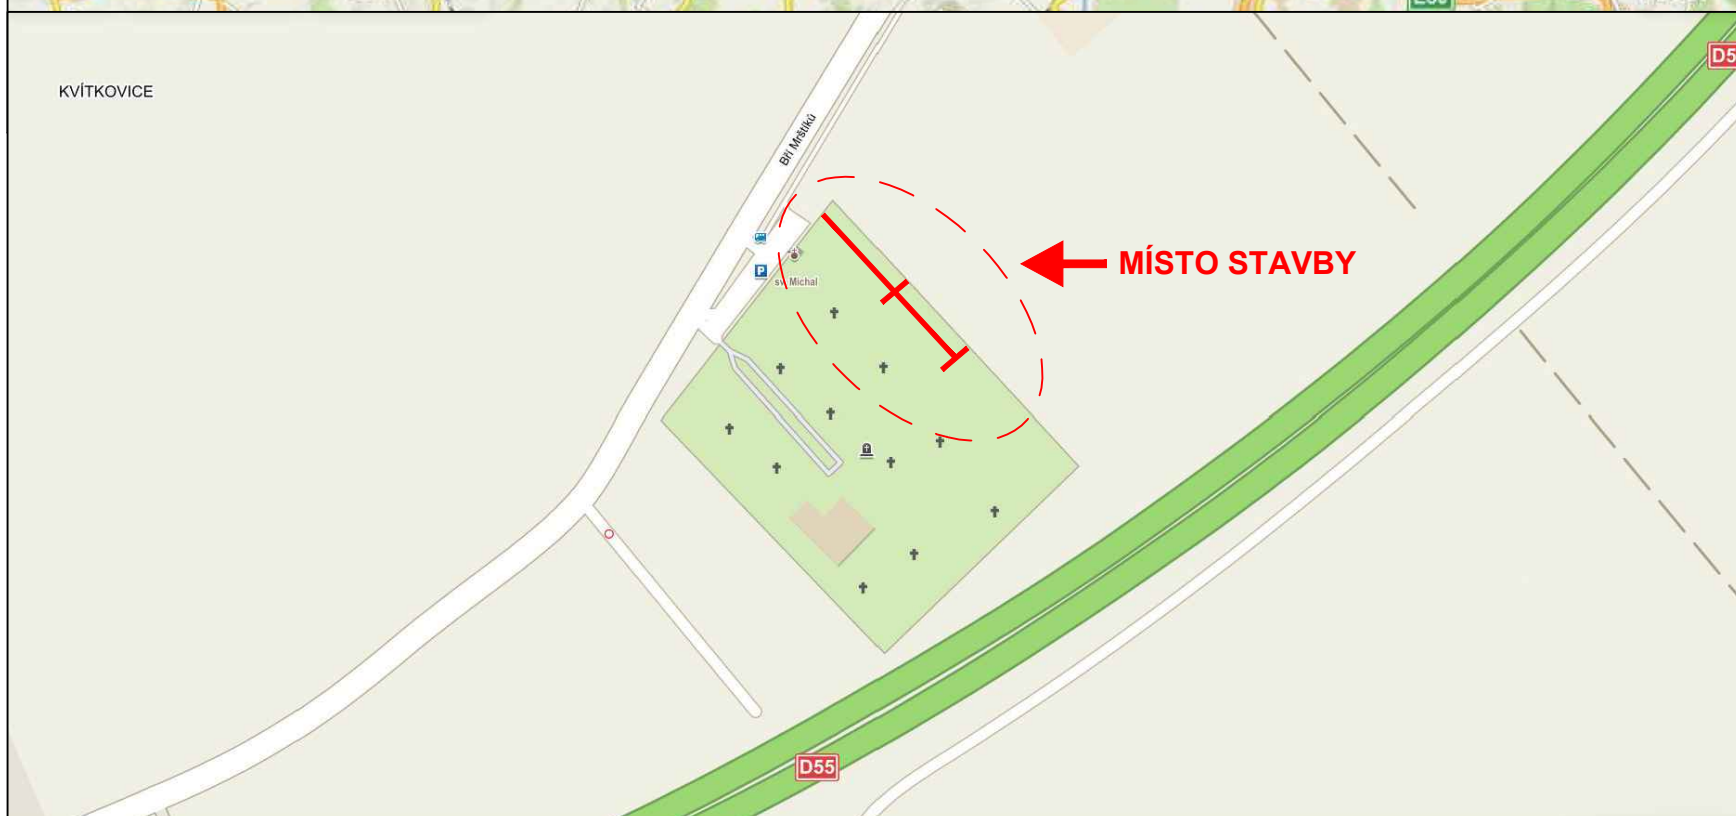 KVÍTKOVICE
D5
Bří Mrštíků
MÍSTO STAVBY
P
sv. Michal
D55